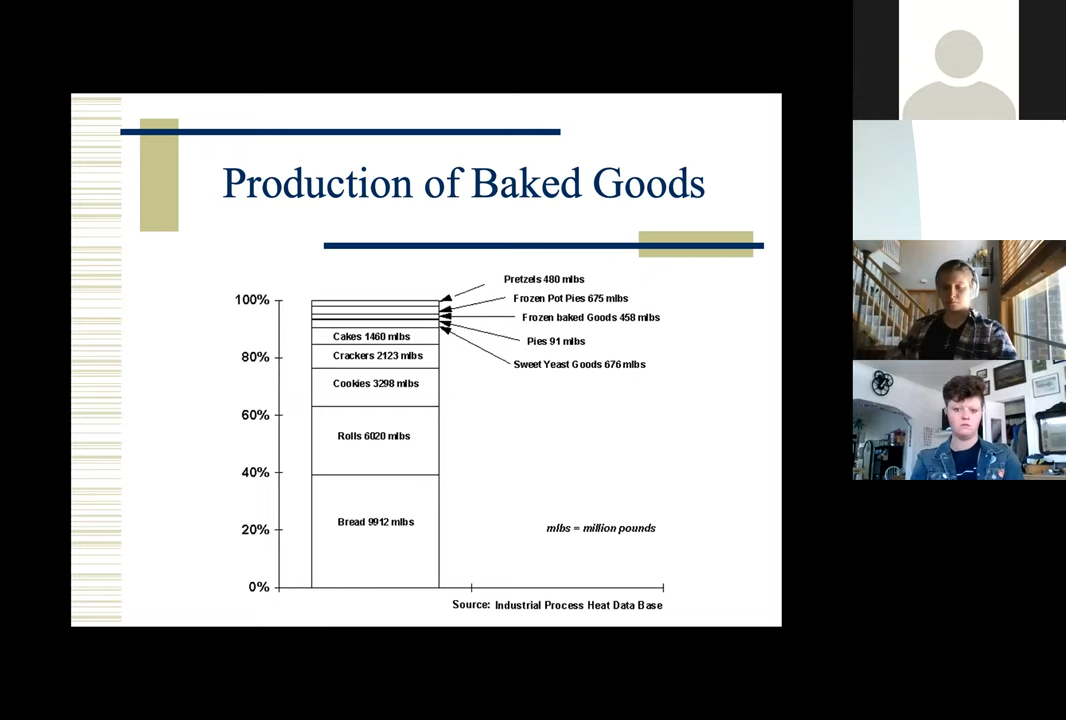 Production of Baked Goods
Pretzels 480 mlbs
Frozen Pot Pies 675 mlbs
Frozen baked Goods 458 mlbs
Pies 91 mlbs
Sweet Yeast Goods 676 mlbs
100%
80%
60%
40%
20%
0%
Cakes 1460 mlbs
Crackers 2123 mlbs
Cookies 3298 mlbs
Rolls 6020 mlbs
Bread 9912 mlbs
mlbs = million pounds
Source: Industrial Process Heat Data Base